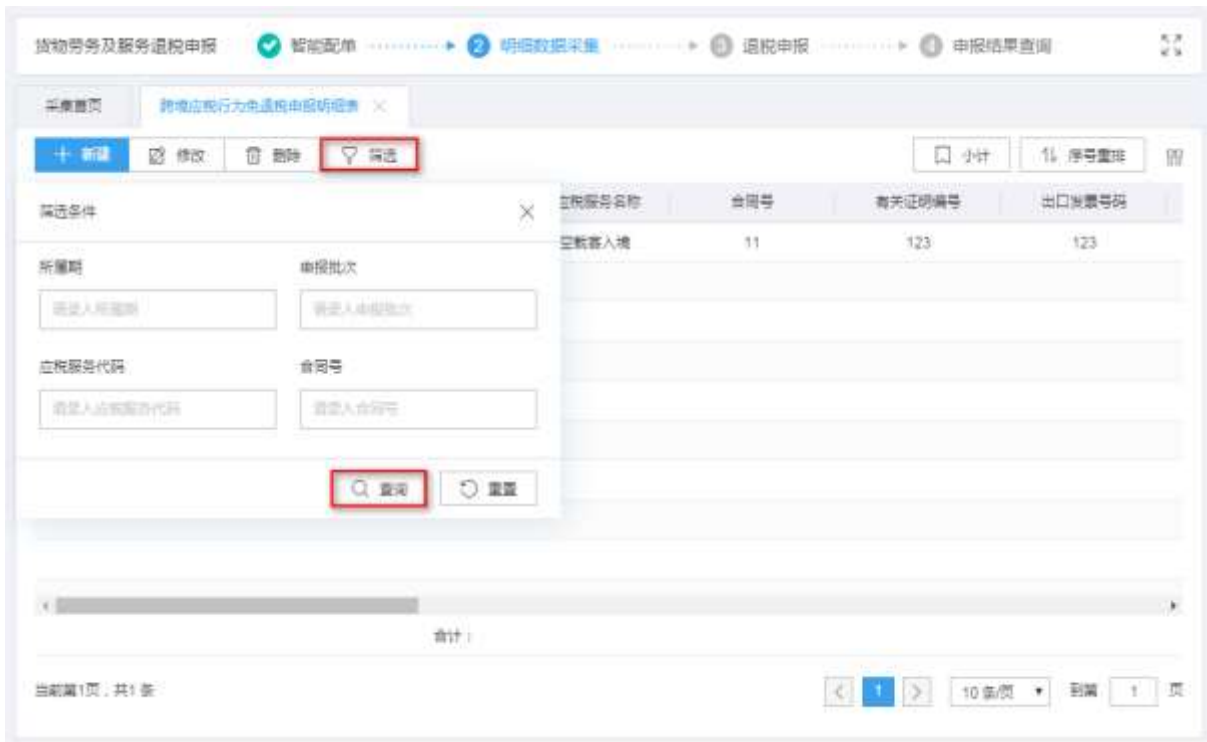 货物劳务及服务退税申报 智能配单 2 明细数据采集 3 退税申报 4 申报结果查询
采集首页 跨境应税行为免退税申报明细表
新建 修改 删除 筛选 小计 序号重排
筛选条件 应税服务名称 合同号 有关证明编号 出口发票号码
11 123 123
所属期 申报批次
请录入所属期 请录入申报批次
应税服务代码 合同号
请录入应税服务代码 请录入合同号
查询 重置
合计：
当前第1页，共1 条 1 10 条/页 到第 1 页